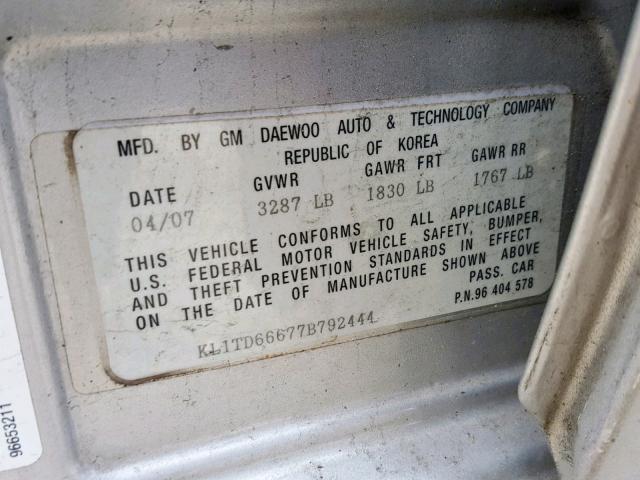 MFD. BY GM DAEWOO AUTO & TECHNOLOGY COMPANY
REPUBLIC OF KOREA
DATE GVWR GAWR FRT GAWR RR
04/07 3287 LB 1830 LB 1767 LB
THIS VEHICLE CONFORMS TO ALL APPLICABLE
U.S. FEDERAL MOTOR VEHICLE SAFETY, BUMPER,
AND THEFT PREVENTION STANDARDS IN EFFECT
ON THE DATE OF MANUFACTURE SHOWN ABOVE
PASS. CAR
P.N.96 404 578
KL1TD66677B792444
96653211